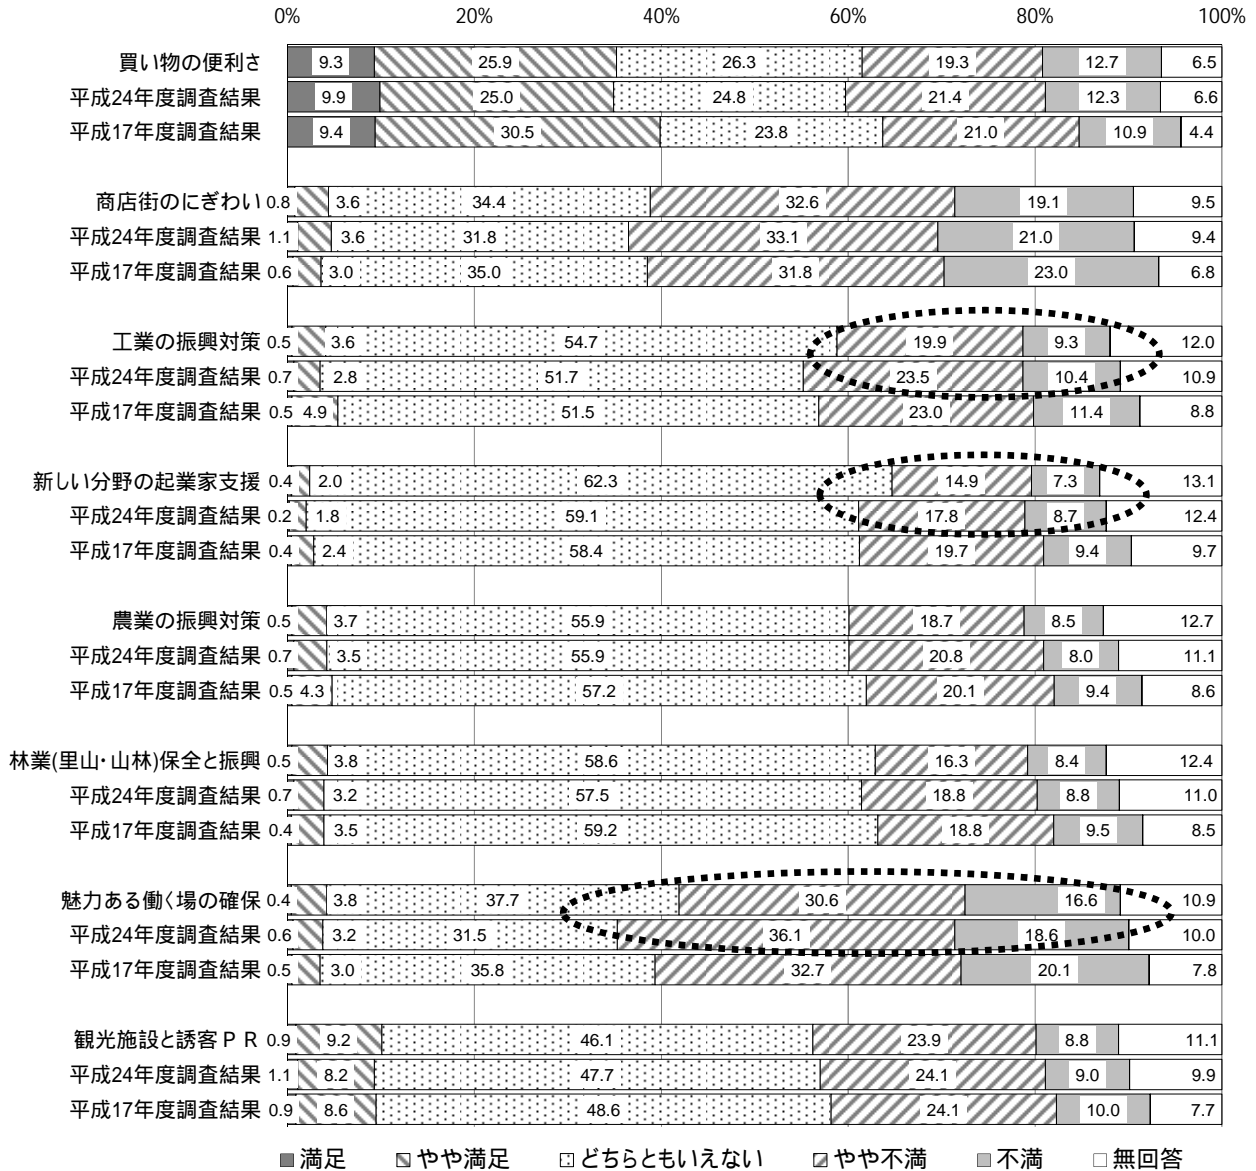 0% 20% 40% 60% 80% 100%
買い物の便利さ 9.3 25.9 26.3 19.3 12.7 6.5
平成24年度調査結果 9.9 25.0 24.8 21.4 12.3 6.6
平成17年度調査結果 9.4 30.5 23.8 21.0 10.9 4.4
商店街のにぎわい 0.8 3.6 34.4 32.6 19.1 9.5
平成24年度調査結果 1.1 3.6 31.8 33.1 21.0 9.4
平成17年度調査結果 0.6 3.0 35.0 31.8 23.0 6.8
工業の振興対策 0.5 3.6 54.7 19.9 9.3 12.0
平成24年度調査結果 0.7 2.8 51.7 23.5 10.4 10.9
平成17年度調査結果 0.5 4.9 51.5 23.0 11.4 8.8
新しい分野の起業家支援 0.4 2.0 62.3 14.9 7.3 13.1
平成24年度調査結果 0.2 1.8 59.1 17.8 8.7 12.4
平成17年度調査結果 0.4 2.4 58.4 19.7 9.4 9.7
農業の振興対策 0.5 3.7 55.9 18.7 8.5 12.7
平成24年度調査結果 0.7 3.5 55.9 20.8 8.0 11.1
平成17年度調査結果 0.5 4.3 57.2 20.1 9.4 8.6
林業(里山・山林)保全と振興 0.5 3.8 58.6 16.3 8.4 12.4
平成24年度調査結果 0.7 3.2 57.5 18.8 8.8 11.0
平成17年度調査結果 0.4 3.5 59.2 18.8 9.5 8.5
魅力ある働く場の確保 0.4 3.8 37.7 30.6 16.6 10.9
平成24年度調査結果 0.6 3.2 31.5 36.1 18.6 10.0
平成17年度調査結果 0.5 3.0 35.8 32.7 20.1 7.8
観光施設と誘客ＰＲ 0.9 9.2 46.1 23.9 8.8 11.1
平成24年度調査結果 1.1 8.2 47.7 24.1 9.0 9.9
平成17年度調査結果 0.9 8.6 48.6 24.1 10.0 7.7
満足 やや満足 どちらともいえない やや不満 不満 無回答